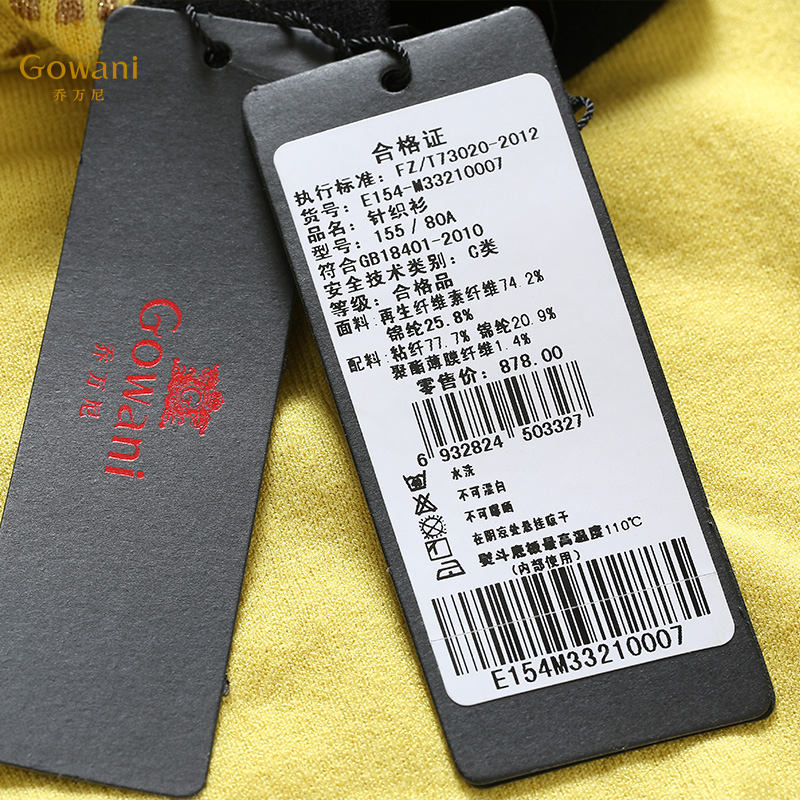 Gowani
乔万尼
Gowani
乔万尼
合格证
执行标准: FZ/T73020-2012
货号: E154-M33210007
品名: 针织衫
型号: 155/80A
符合GB18401-2010
安全技术类别: C类
等级: 合格品
面料: 再生纤维素纤维74.2%
锦纶25.8%
配料: 粘纤77.7% 锦纶20.9%
聚酯薄膜纤维1.4%
零售价: 878.00
6 932824 503327
水洗
不可漂白
不可曝晒
在阴凉处悬挂晾干
熨斗底板最高温度110℃
(内部使用)
E154M33210007